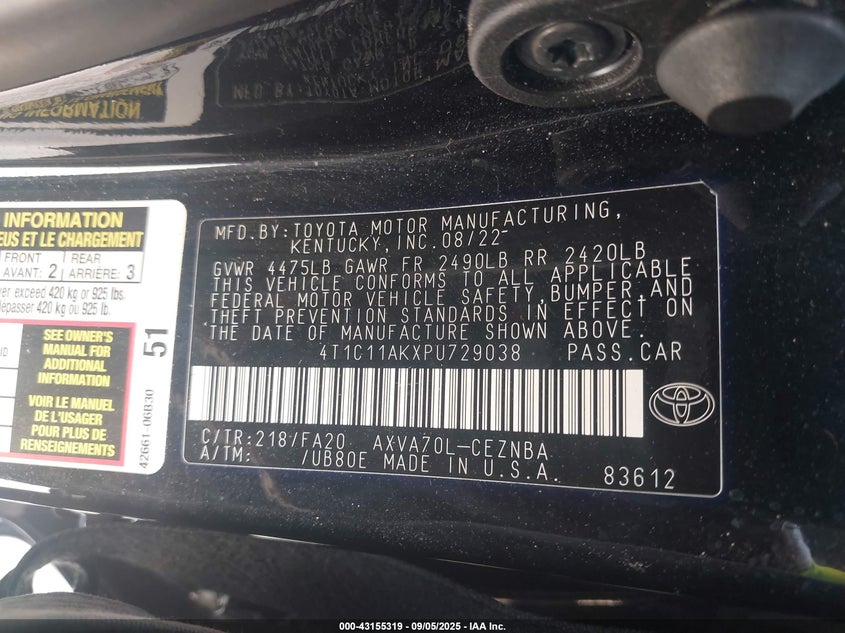 INFORMATION
EUS ET LE CHARGEMENT
FRONT
AVANT: 2
REAR
ARRIÈRE: 3
er exceed 420 kg or 925 lbs.
dépasser 420 kg ou 925 lb.
SEE OWNER'S
MANUAL FOR
ADDITIONAL
INFORMATION
VOIR LE MANUEL
DE L'USAGER
POUR PLUS DE
RENSEIGNEMENTS
51
42661-06B30
MFD.BY:TOYOTA MOTOR MANUFACTURING,
KENTUCKY,INC.08/22
GVWR 4475LB GAWR FR 2490LB RR 2420LB
THIS VEHICLE CONFORMS TO ALL APPLICABLE
FEDERAL MOTOR VEHICLE SAFETY,BUMPER,AND
THEFT PREVENTION STANDARDS IN EFFECT ON
THE DATE OF MANUFACTURE SHOWN ABOVE.
4T1C11AKXPU729038 PASS.CAR
C/TR:218/FA20 AXVA70L-CEZNBA
A/TM: /UB80E MADE IN U.S.A.
83612
000-43155319 - 09/05/2025 - IAA Inc.